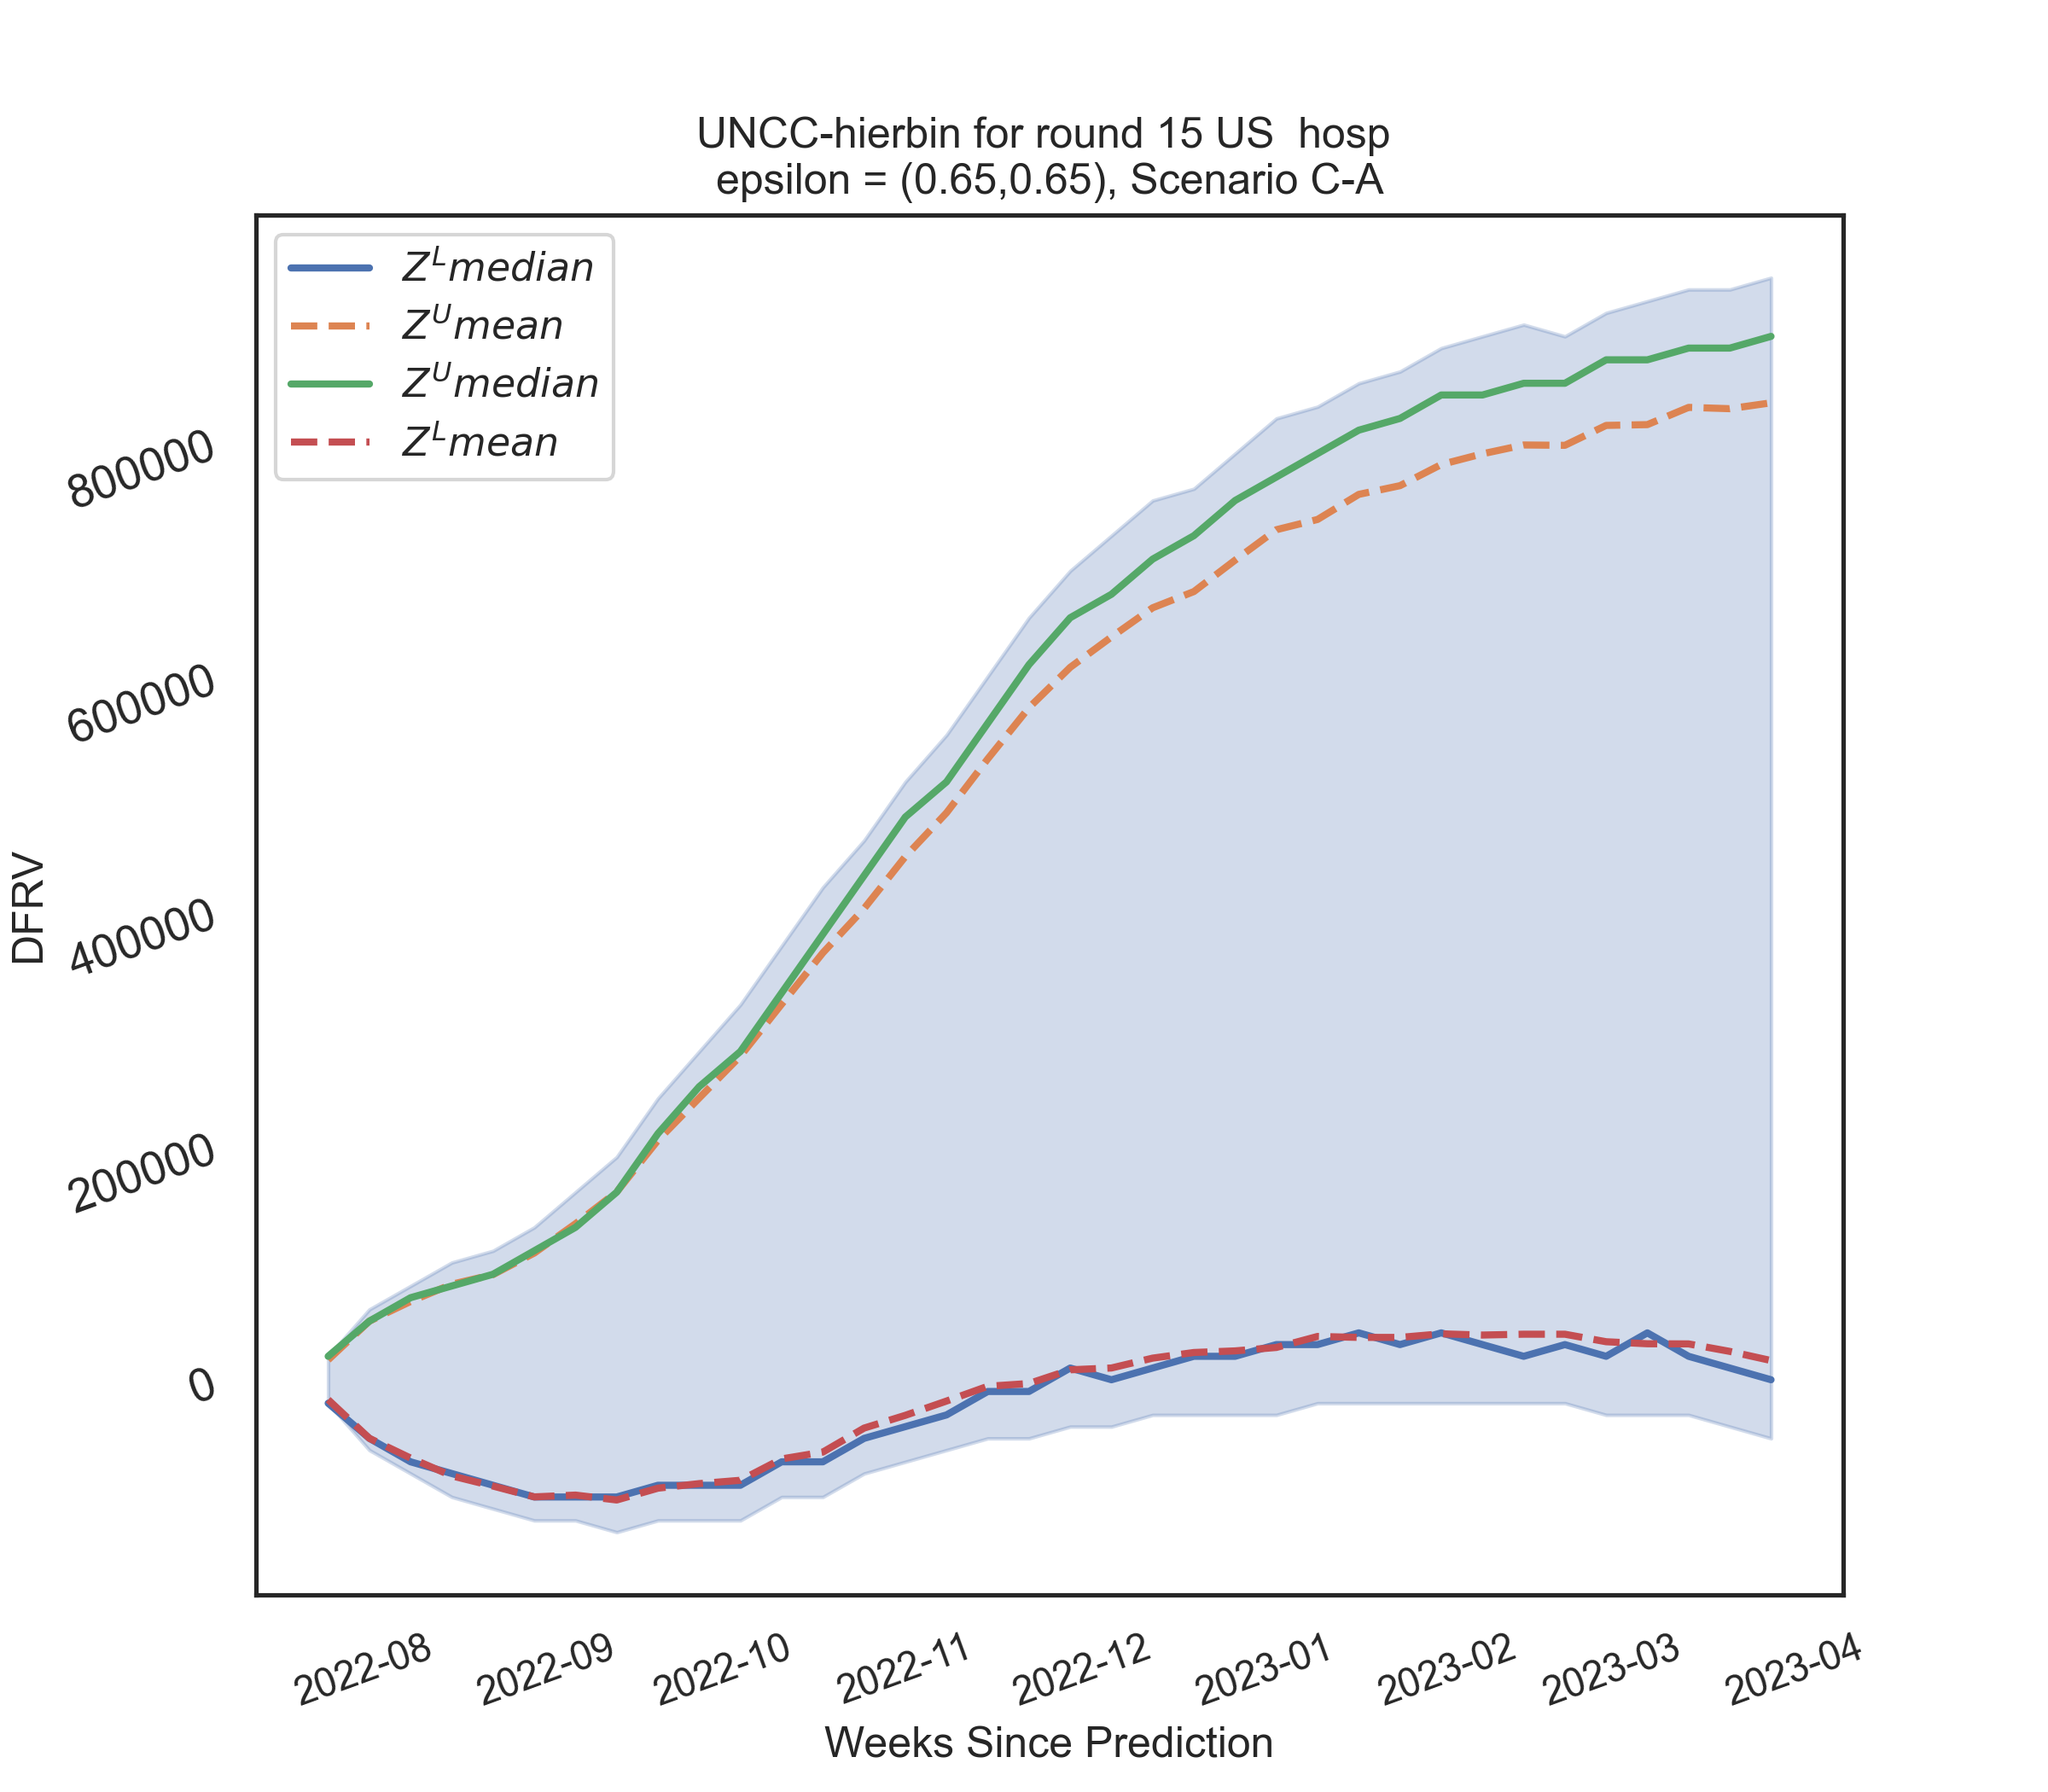 UNCC-hierbin for round 15 US  hosp
epsilon = (0.65,0.65), Scenario C-A
Z^L median
Z^U mean
Z^U median
Z^L mean
800000
600000
400000
200000
0
DFRV
2022-08
2022-09
2022-10
2022-11
2022-12
2023-01
2023-02
2023-03
2023-04
Weeks Since Prediction